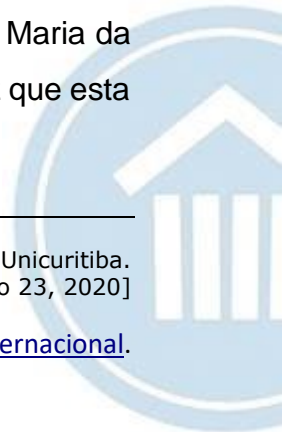 Maria da
que esta
Unicuritiba.
o 23, 2020]
ernacional.